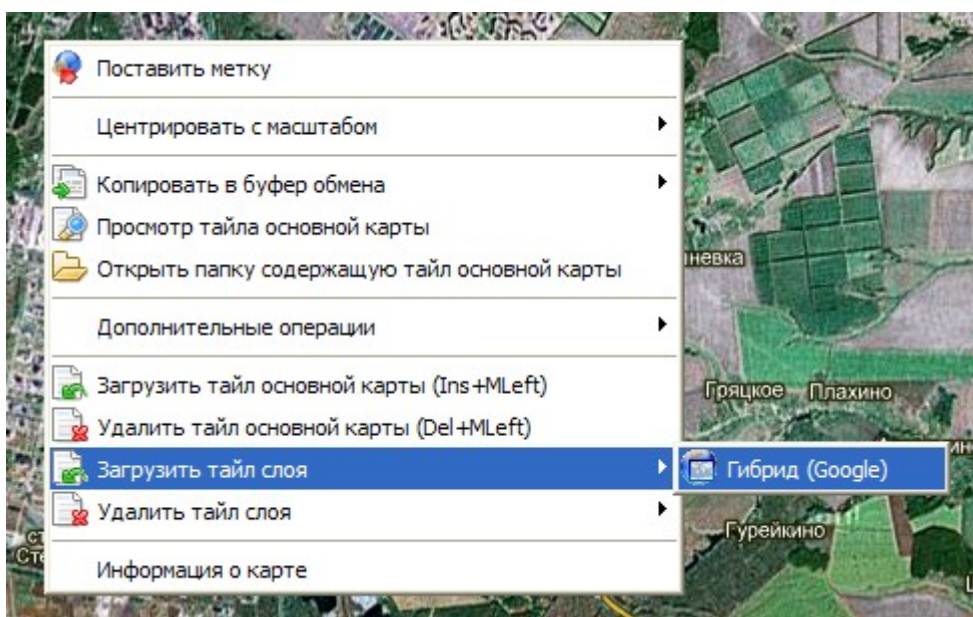 Поставить метку
Центрировать с масштабом
Копировать в буфер обмена
Просмотр тайла основной карты
Открыть папку содержащую тайл основной карты
Дополнительные операции
Загрузить тайл основной карты (Ins+MLeft)
Удалить тайл основной карты (Del+MLeft)
Загрузить тайл слоя
Гибрид (Google)
Удалить тайл слоя
Информация о карте
невка
Гряцкое
Плахино
Гурейкино